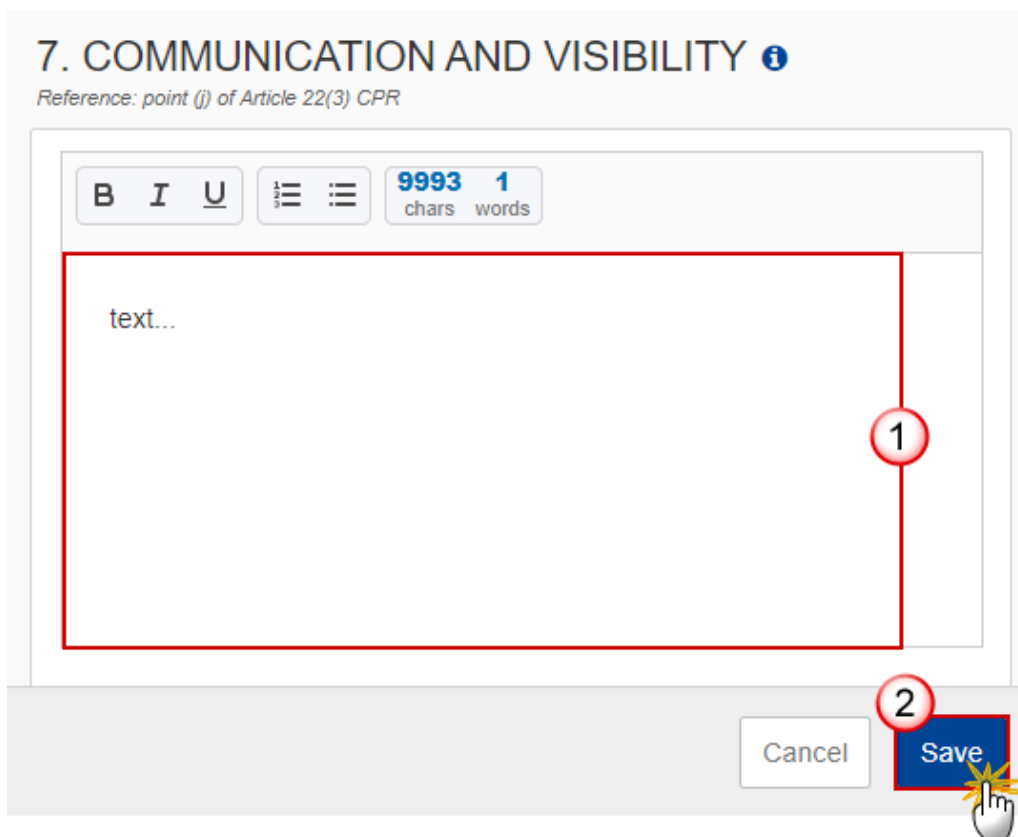 7. COMMUNICATION AND VISIBILITY
Reference: point (j) of Article 22(3) CPR
B I U 9993 1
chars words
text...
1
2
Cancel Save